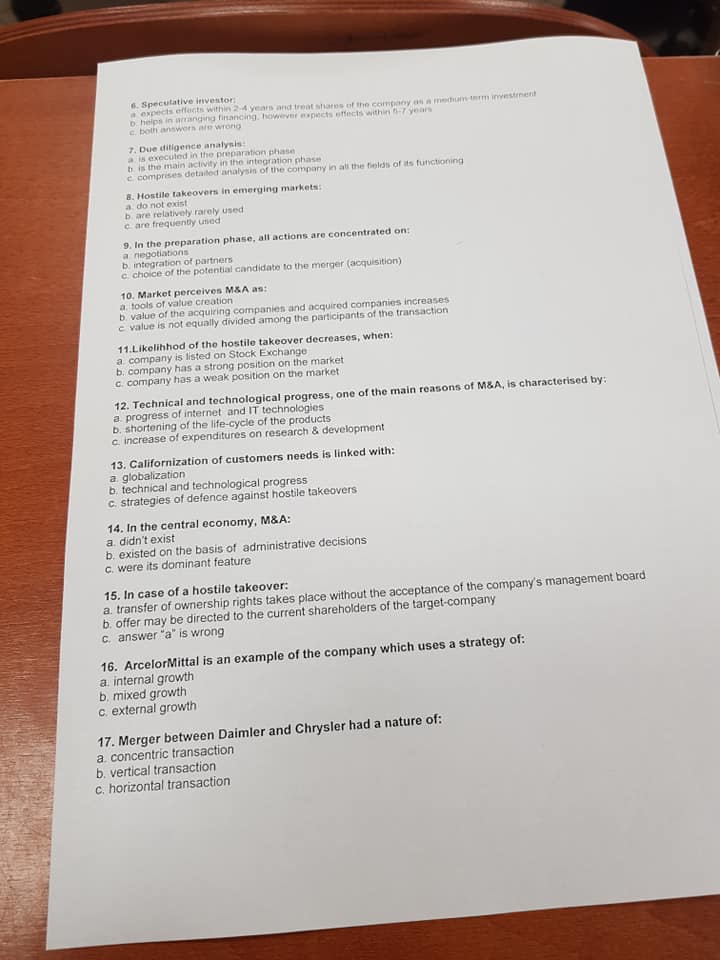 6. Speculative investor:
a. expects effects within 2-4 years and treat shares of the company as a medium-term investment
b. helps in arranging financing, however expects effects within 5-7 years
c. both answers are wrong
7. Due diligence analysis:
a. is executed in the preparation phase
b. is the main activity in the integration phase
c. comprises detailed analysis of the company in all the fields of its functioning
8. Hostile takeovers in emerging markets:
a. do not exist
b. are relatively rarely used
c. are frequently used
9. In the preparation phase, all actions are concentrated on:
a. negotiations
b. integration of partners
c. choice of the potential candidate to the merger (acquisition)
10. Market perceives M&A as:
a. tools of value creation
b. value of the acquiring companies and acquired companies increases
c. value is not equally divided among the participants of the transaction
11.Likelihhod of the hostile takeover decreases, when:
a. company is listed on Stock Exchange
b. company has a strong position on the market
c. company has a weak position on the market
12. Technical and technological progress, one of the main reasons of M&A, is characterised by:
a. progress of internet and IT technologies
b. shortening of the life-cycle of the products
c. increase of expenditures on research & development
13. Californization of customers needs is linked with:
a. globalization
b. technical and technological progress
c. strategies of defence against hostile takeovers
14. In the central economy, M&A:
a. didn't exist
b. existed on the basis of administrative decisions
c. were its dominant feature
15. In case of a hostile takeover:
a. transfer of ownership rights takes place without the acceptance of the company's management board
b. offer may be directed to the current shareholders of the target-company
c. answer "a" is wrong
16. ArcelorMittal is an example of the company which uses a strategy of:
a. internal growth
b. mixed growth
c. external growth
17. Merger between Daimler and Chrysler had a nature of:
a. concentric transaction
b. vertical transaction
c. horizontal transaction